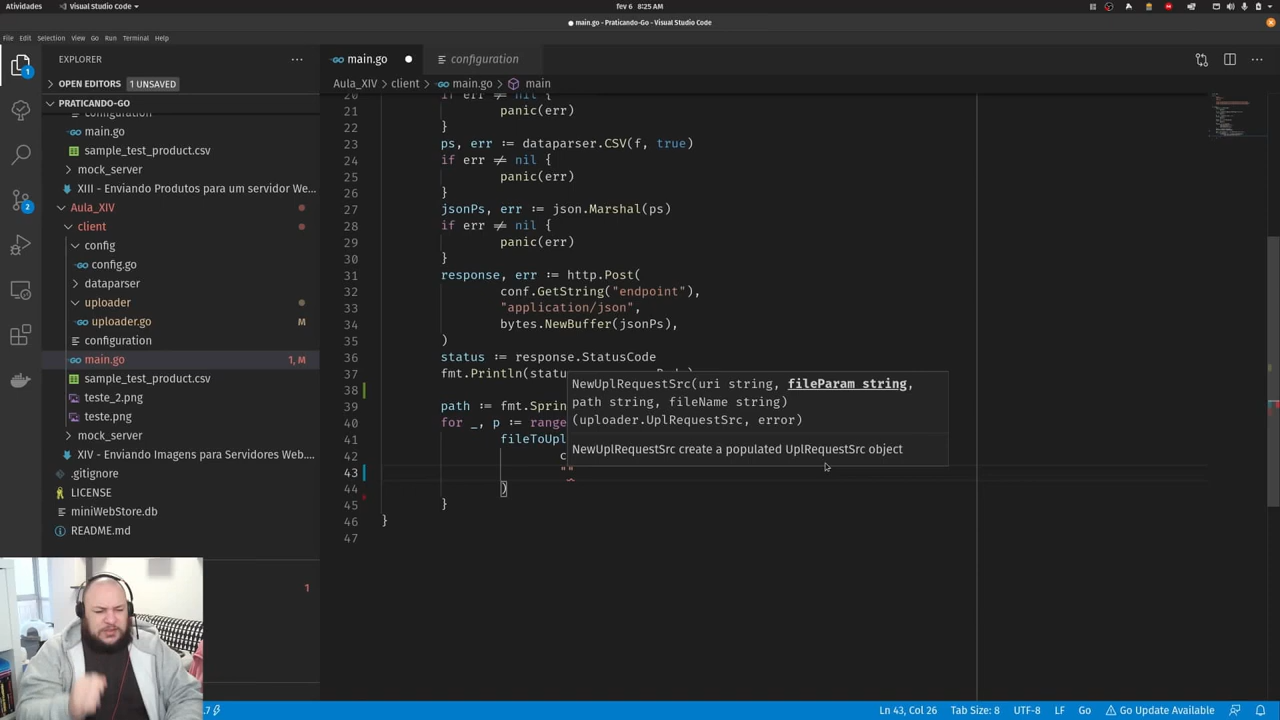 Atividades
Visual Studio Code
fev 6 8:25 AM
main.go - Praticando-Go - Visual Studio Code
File Edit Selection View Go Run Terminal Help
EXPLORER
main.go
configuration
OPEN EDITORS 1 UNSAVED
Aula_XIV > client > main.go > main
PRATICANDO-GO
configuration
main.go
sample_test_product.csv
mock_server
XIII - Enviando Produtos para um servidor We...
Aula_XIV
client
config
config.go
dataparser
uploader
uploader.go M
configuration
main.go 1, M
sample_test_product.csv
teste_2.png
teste.png
mock_server
XIV - Enviando Imagens para Servidores Web...
.gitignore
LICENSE
miniWebStore.db
README.md
20 if err ≠ nil {
21 panic(err)
22 }
23 ps, err := dataparser.CSV(f, true)
24 if err ≠ nil {
25 panic(err)
26 }
27 jsonPs, err := json.Marshal(ps)
28 if err ≠ nil {
29 panic(err)
30 }
31 response, err := http.Post(
32 conf.GetString("endpoint"),
33 "application/json",
34 bytes.NewBuffer(jsonPs),
35 )
36 status := response.StatusCode
37 fmt.Println(statu
38
39 path := fmt.Sprin
40 for _, p := range
41 fileToUpl
42 c
43 ""
44 )
45 }
46 }
47
NewUplRequestSrc(uri string, fileParam string,
path string, fileName string)
(uploader.UplRequestSrc, error)
NewUplRequestSrc create a populated UplRequestSrc object
1
1
2
.7
Ln 43, Col 26 Tab Size: 8 UTF-8 LF Go Go Update Available